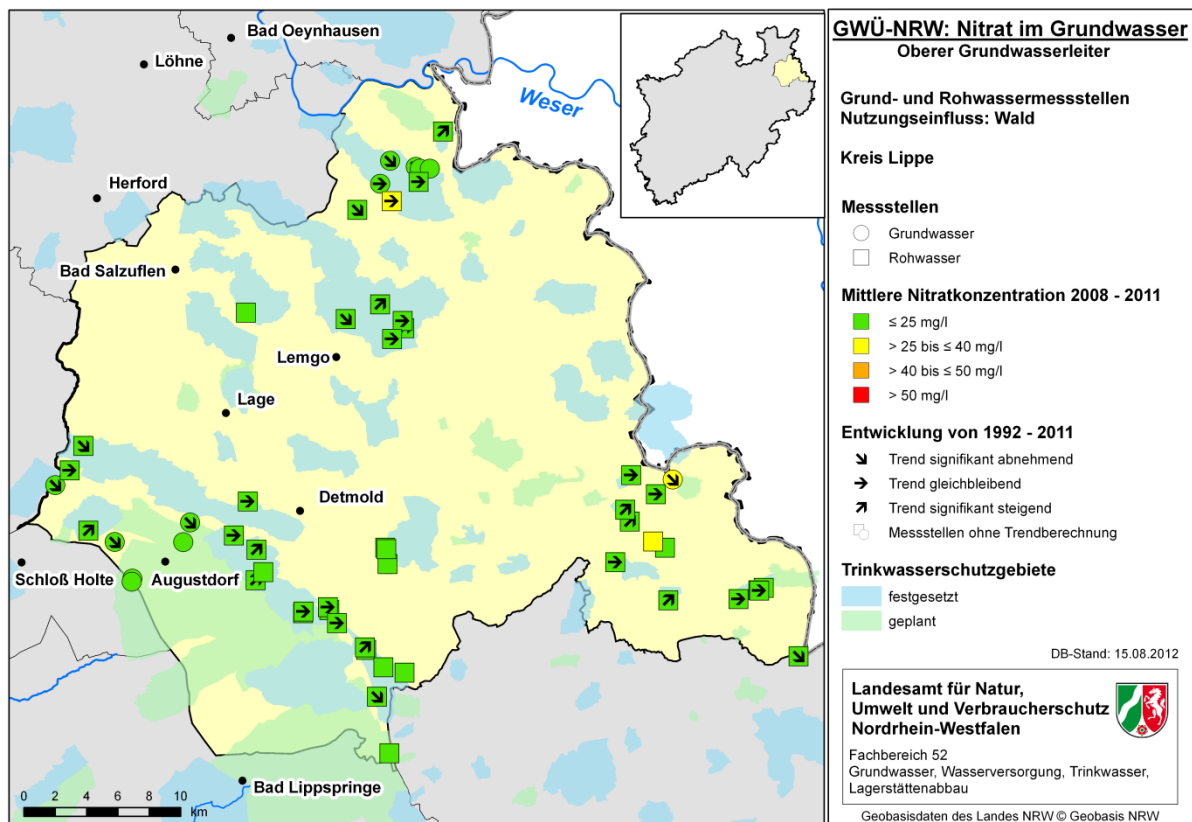 Bad Oeynhausen
Löhne
Weser
Herford
Bad Salzuflen
Lemgo
Lage
Detmold
Schloß Holte
Augustdorf
Bad Lippspringe
0 2 4 6 8 10
km
GWÜ-NRW: Nitrat im Grundwasser
Oberer Grundwasserleiter
Grund- und Rohwassermessstellen
Nutzungseinfluss: Wald
Kreis Lippe
Messstellen
Grundwasser
Rohwasser
Mittlere Nitratkonzentration 2008 - 2011
≤ 25 mg/l
> 25 bis ≤ 40 mg/l
> 40 bis ≤ 50 mg/l
> 50 mg/l
Entwicklung von 1992 - 2011
Trend signifikant abnehmend
Trend gleichbleibend
Trend signifikant steigend
Messstellen ohne Trendberechnung
Trinkwasserschutzgebiete
festgesetzt
geplant
DB-Stand: 15.08.2012
Landesamt für Natur,
Umwelt und Verbraucherschutz
Nordrhein-Westfalen
Fachbereich 52
Grundwasser, Wasserversorgung, Trinkwasser,
Lagerstättenabbau
Geobasisdaten des Landes NRW © Geobasis NRW